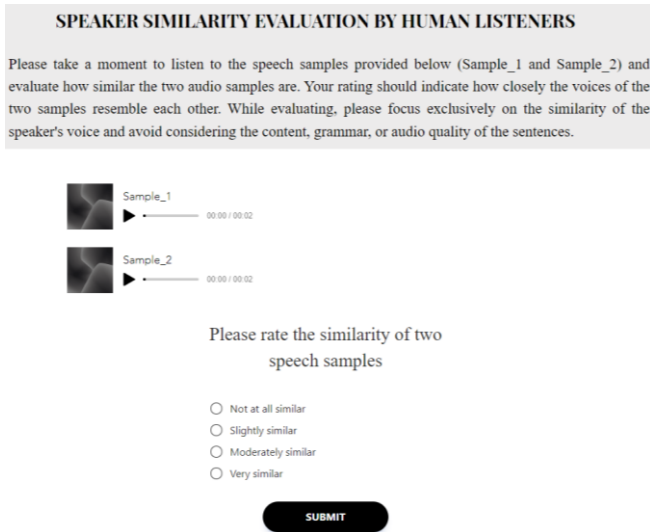 SPEAKER SIMILARITY EVALUATION BY HUMAN LISTENERS
Please take a moment to listen to the speech samples provided below (Sample_1 and Sample_2) and
evaluate how similar the two audio samples are. Your rating should indicate how closely the voices of the
two samples resemble each other. While evaluating, please focus exclusively on the similarity of the
speaker's voice and avoid considering the content, grammar, or audio quality of the sentences.
Sample_1
00:00 / 00:02
Sample_2
00:00 / 00:02
Please rate the similarity of two
speech samples
Not at all similar
Slightly similar
Moderately similar
Very similar
SUBMIT